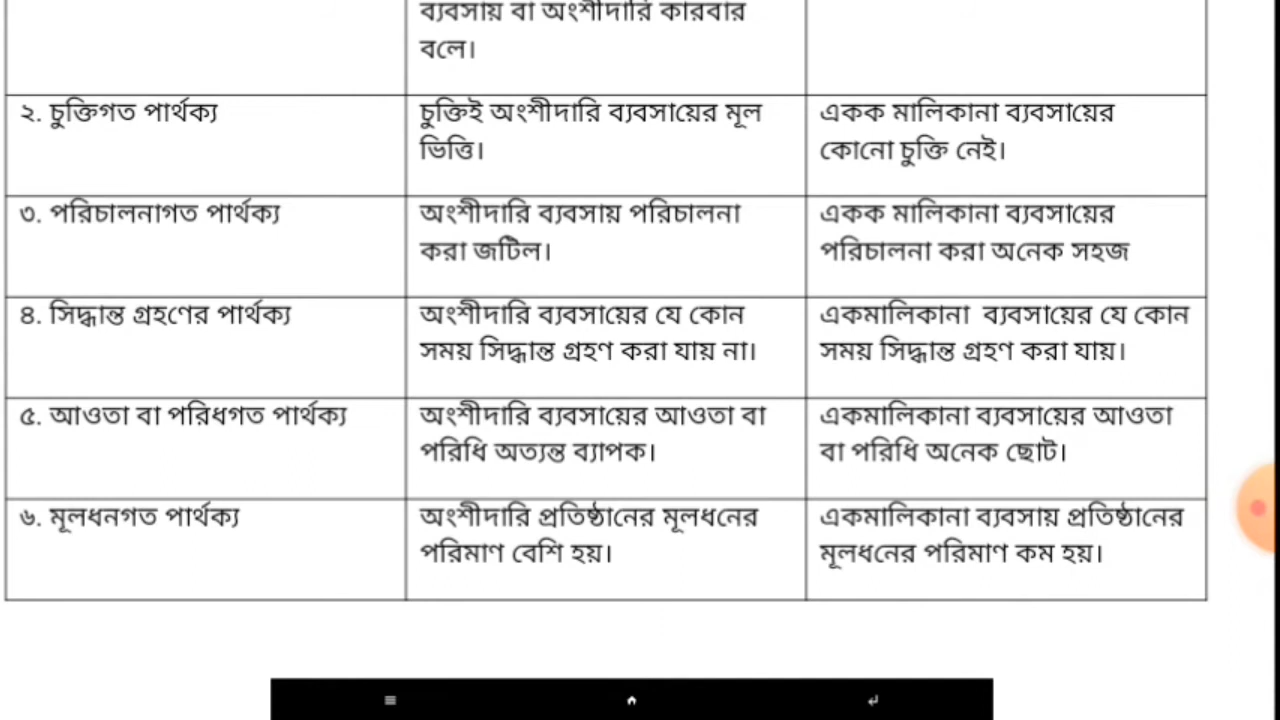 ব্যবসায় বা অংশীদারি কারবার
বলে।
২. চুক্তিগত পার্থক্য
চুক্তিই অংশীদারি ব্যবসায়ের মূল
ভিত্তি।
একক মালিকানা ব্যবসায়ের
কোনো চুক্তি নেই।
৩. পরিচালনাগত পার্থক্য
অংশীদারি ব্যবসায় পরিচালনা
করা জটিল।
একক মালিকানা ব্যবসায়ের
পরিচালনা করা অনেক সহজ
৪. সিদ্ধান্ত গ্রহণের পার্থক্য
অংশীদারি ব্যবসায়ের যে কোন
সময় সিদ্ধান্ত গ্রহণ করা যায় না।
একমালিকানা ব্যবসায়ের যে কোন
সময় সিদ্ধান্ত গ্রহণ করা যায়।
৫. আওতা বা পরিধগত পার্থক্য
অংশীদারি ব্যবসায়ের আওতা বা
পরিধি অত্যন্ত ব্যাপক।
একমালিকানা ব্যবসায়ের আওতা
বা পরিধি অনেক ছোট।
৬. মূলধনগত পার্থক্য
অংশীদারি প্রতিষ্ঠানের মূলধনের
পরিমাণ বেশি হয়।
একমালিকানা ব্যবসায় প্রতিষ্ঠানের
মূলধনের পরিমাণ কম হয়।